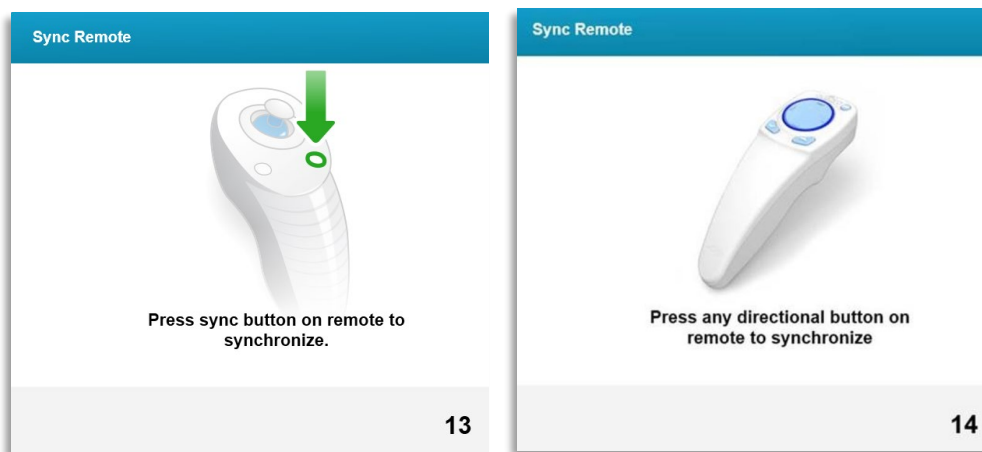 Sync Remote
Press sync button on remote to
synchronize.
13
Sync Remote
Press any directional button on
remote to synchronize
14